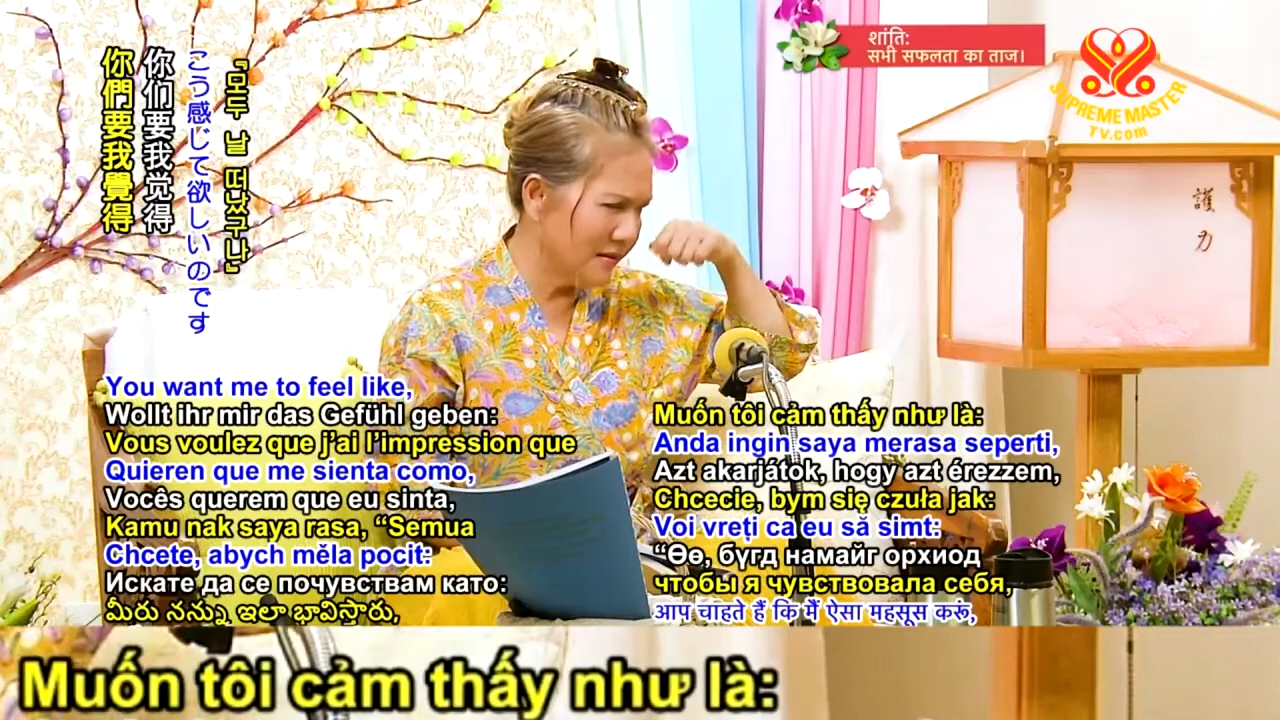 你們要我覺得
你们要我觉得
こう感じて欲しいのです
『모두 날 떠났구나』
शांति:
सभी सफलता का ताज।
SUPREME MASTER
TV.com
護力
You want me to feel like,
Wollt ihr mir das Gefühl geben:
Vous voulez que j’ai l’impression que
Quieren que me sienta como,
Vocês querem que eu sinta,
Kamu nak saya rasa, “Semua
Chcete, abych měla pocit:
Искате да се почувствам като:
మీరు నన్ను ఇలా భావిస్తారు,
Muốn tôi cảm thấy như là:
Anda ingin saya merasa seperti,
Azt akarjátok, hogy azt érezzem,
Chcecie, bym się czuła jak:
Voi vreți ca eu să simt:
“Өө, бүгд намайг орхиод
чтобы я чувствовала себя,
आप चाहते हैं कि मैं ऐसा महसूस करूं,
Muốn tôi cảm thấy như là: